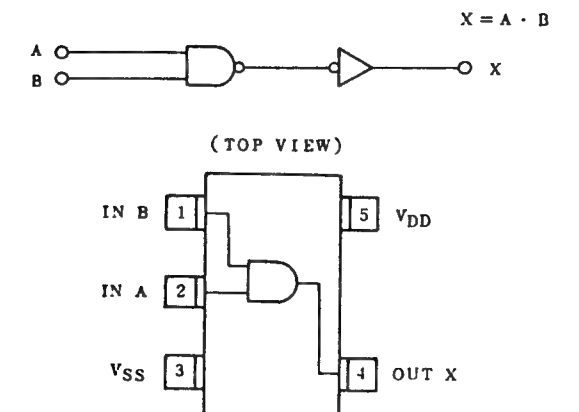 X = A · B
A
B
X
(TOP VIEW)
IN B 1
5 VDD
IN A 2
VSS 3
4 OUT X